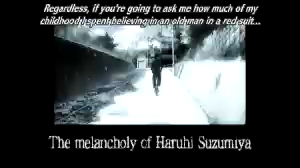 Regardless, if you're going to ask me how much of my
childhood I spent believing in an old man in a red suit...
The melancholy of Haruhi Suzumiya